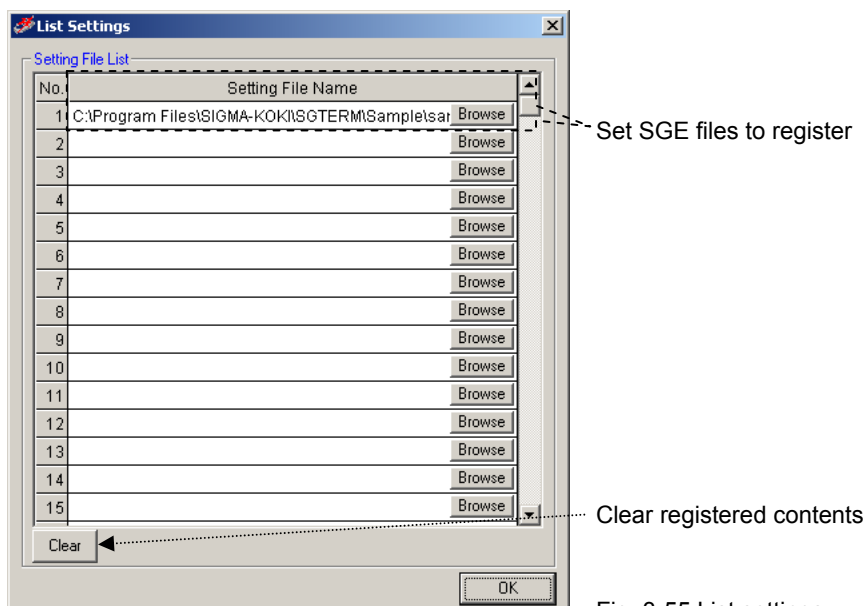 List Settings
Setting File List
No. Setting File Name
1 C:\Program Files\SIGMA-KOKI\SGTERM\Sample\sar Browse
Set SGE files to register
2 Browse
3 Browse
4 Browse
5 Browse
6 Browse
7 Browse
8 Browse
9 Browse
10 Browse
11 Browse
12 Browse
13 Browse
14 Browse
15 Browse
Clear registered contents
Clear
OK